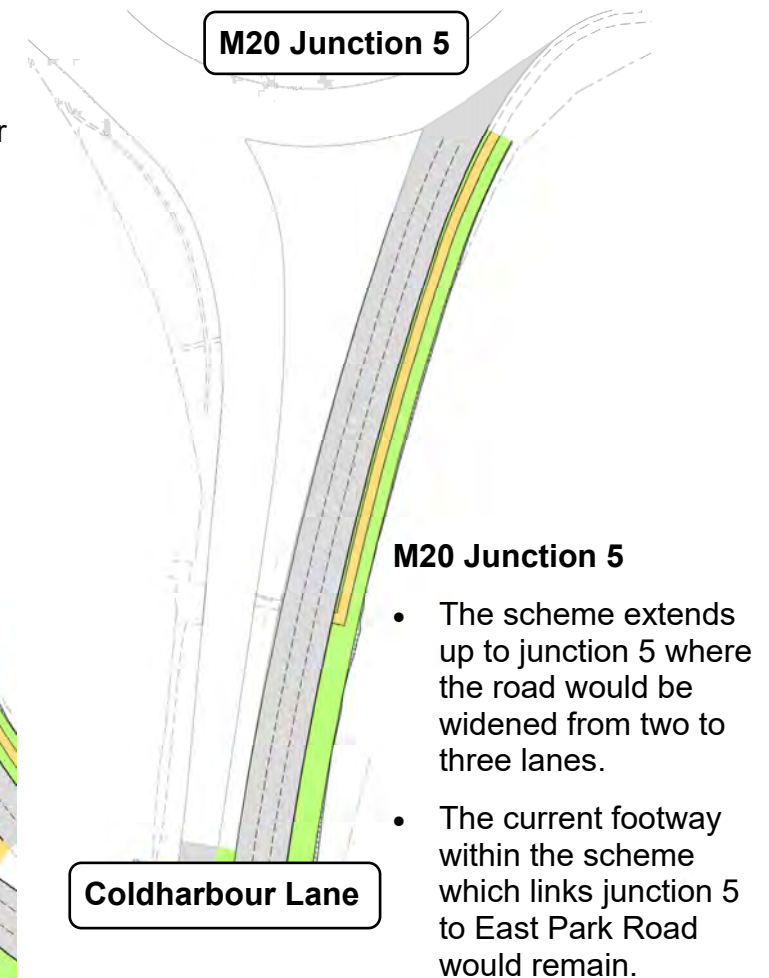 M20 Junction 5
r
M20 Junction 5
• The scheme extends
up to junction 5 where
the road would be
widened from two to
three lanes.
• The current footway
within the scheme
which links junction 5
to East Park Road
would remain.
Coldharbour Lane